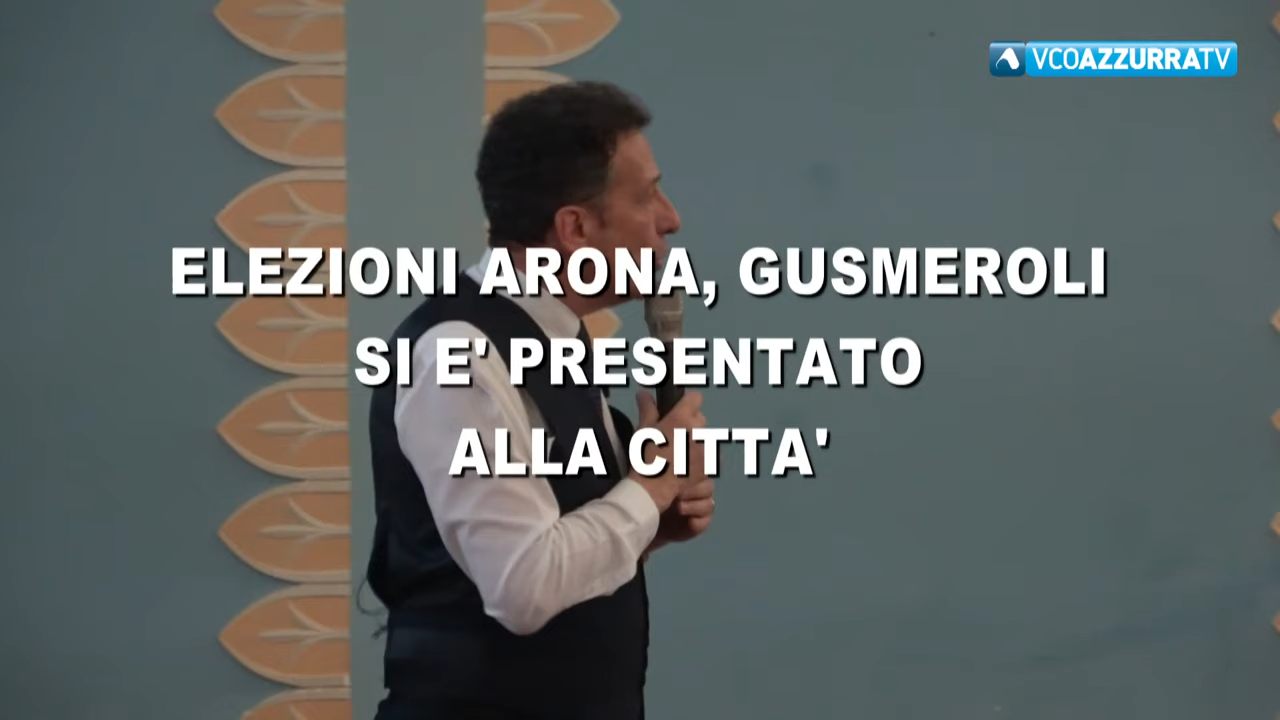 VCOAZZURRATV
ELEZIONI ARONA, GUSMEROLI
SI E' PRESENTATO
ALLA CITTA'